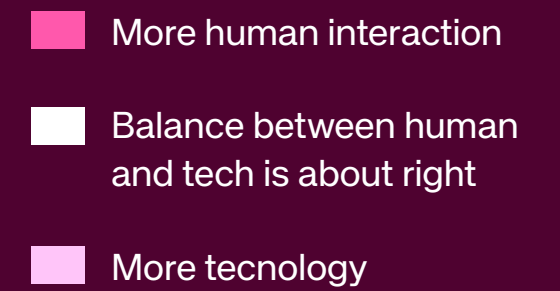 More human interaction
Balance between human
and tech is about right
More tecnology